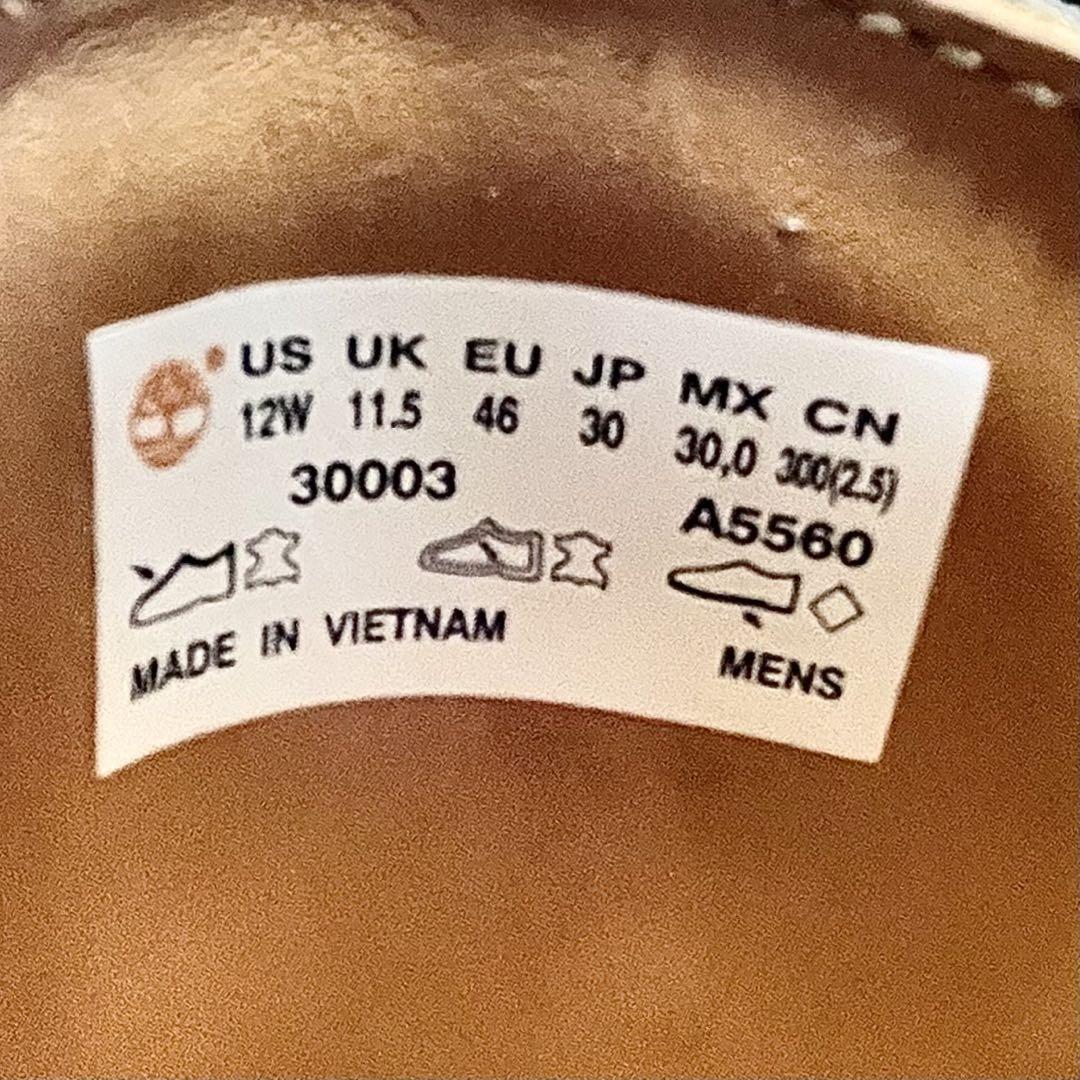 US UK EU JP MX CN
12W 11.5 46 30 30,0 300(2.5)
30003 A5560
MADE IN VIETNAM MENS